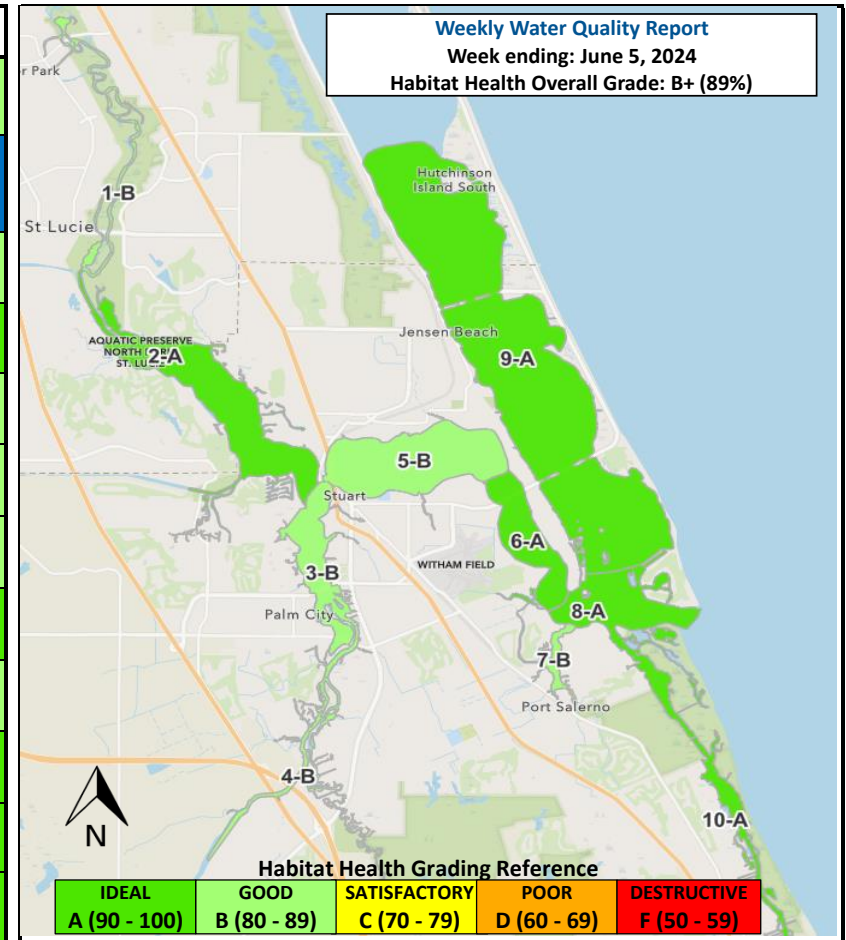 Weekly Water Quality Report
Week ending: June 5, 2024
Habitat Health Overall Grade: B+ (89%)
r Park
Hutchinson
Island South
1-B
St Lucie
Jensen Beach
AQUATIC PRESERVE
NORTH
ST. LU
2-A
9-A
5-B
Stuart
6-A
WITHAM FIELD
3-B
Palm City
8-A
7-B
Port Salerno
4-B
10-A
N
Habitat Health Grading Reference
IDEAL
A (90 - 100)
GOOD
B (80 - 89)
SATISFACTORY
C (70 - 79)
POOR
D (60 - 69)
DESTRUCTIVE
F (50 - 59)